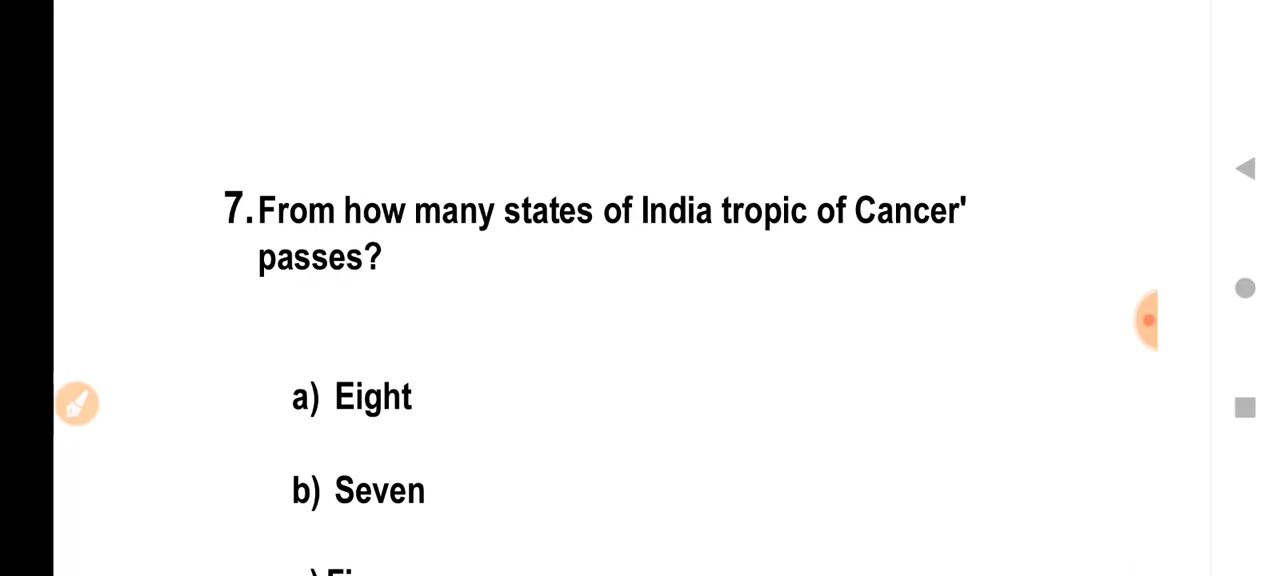 7. From how many states of India tropic of Cancer'
passes?
a) Eight
b) Seven